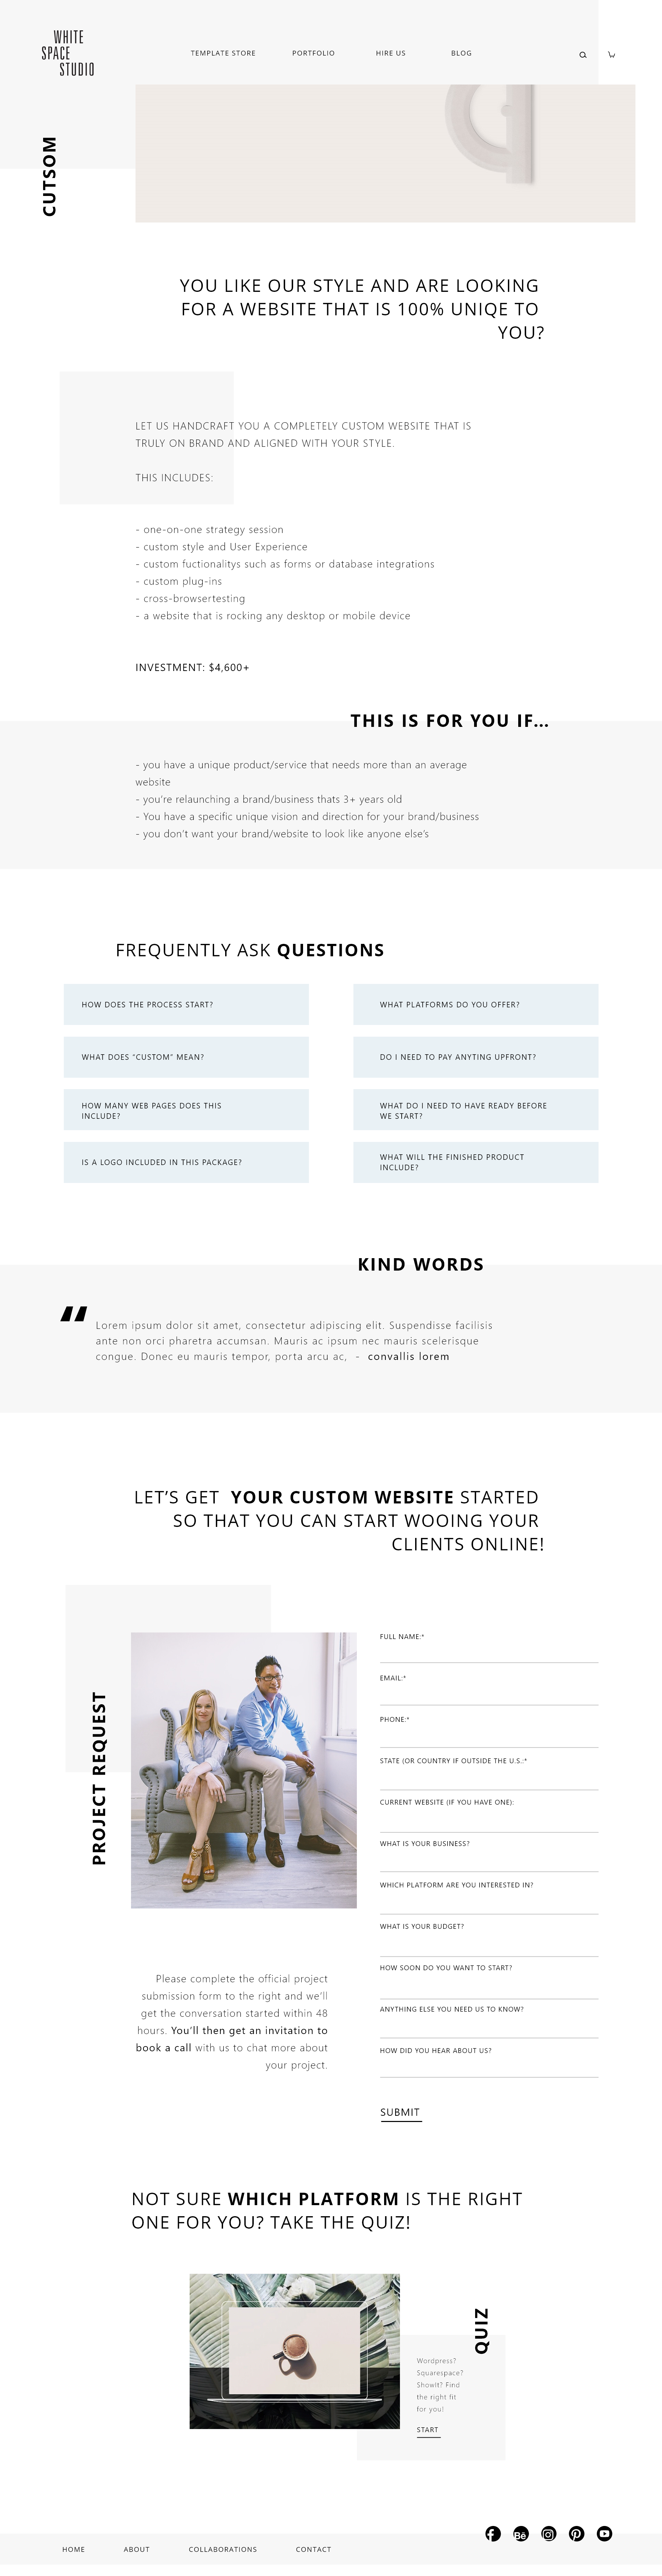 WHITE
SPACE
STUDIO
TEMPLATE STORE
PORTFOLIO
HIRE US
BLOG
CUTSOM
YOU LIKE OUR STYLE AND ARE LOOKING
FOR A WEBSITE THAT IS 100% UNIQE TO
YOU?
LET US HANDCRAFT YOU A COMPLETELY CUSTOM WEBSITE THAT IS
TRULY ON BRAND AND ALIGNED WITH YOUR STYLE.
THIS INCLUDES:
- one-on-one strategy session
- custom style and User Experience
- custom fuctionalitys such as forms or database integrations
- custom plug-ins
- cross-browsertesting
- a website that is rocking any desktop or mobile device
INVESTMENT: $4,600+
THIS IS FOR YOU IF...
- you have a unique product/service that needs more than an average
website
- you're relaunching a brand/business thats 3+ years old
- You have a specific unique vision and direction for your brand/business
- you don't want your brand/website to look like anyone else's
FREQUENTLY ASK QUESTIONS
HOW DOES THE PROCESS START?
WHAT PLATFORMS DO YOU OFFER?
WHAT DOES "CUSTOM" MEAN?
DO I NEED TO PAY ANYTING UPFRONT?
HOW MANY WEB PAGES DOES THIS
INCLUDE?
WHAT DO I NEED TO HAVE READY BEFORE
WE START?
IS A LOGO INCLUDED IN THIS PACKAGE?
WHAT WILL THE FINISHED PRODUCT
INCLUDE?
KIND WORDS
Lorem ipsum dolor sit amet, consectetur adipiscing elit. Suspendisse facilisis
ante non orci pharetra accumsan. Mauris ac ipsum nec mauris scelerisque
congue. Donec eu mauris tempor, porta arcu ac, - convallis lorem
LET'S GET YOUR CUSTOM WEBSITE STARTED
SO THAT YOU CAN START WOOING YOUR
CLIENTS ONLINE!
PROJECT REQUEST
FULL NAME:*
EMAIL:*
PHONE:*
STATE (OR COUNTRY IF OUTSIDE THE U.S.:*
CURRENT WEBSITE (IF YOU HAVE ONE):
WHAT IS YOUR BUSINESS?
WHICH PLATFORM ARE YOU INTERESTED IN?
WHAT IS YOUR BUDGET?
HOW SOON DO YOU WANT TO START?
ANYTHING ELSE YOU NEED US TO KNOW?
HOW DID YOU HEAR ABOUT US?
SUBMIT
Please complete the official project
submission form to the right and we'll
get the conversation started within 48
hours. You'll then get an invitation to
book a call with us to chat more about
your project.
NOT SURE WHICH PLATFORM IS THE RIGHT
ONE FOR YOU? TAKE THE QUIZ!
QUIZ
Wordpress?
Squarespace?
ShowIt? Find
the right fit
for you!
START
HOME
ABOUT
COLLABORATIONS
CONTACT